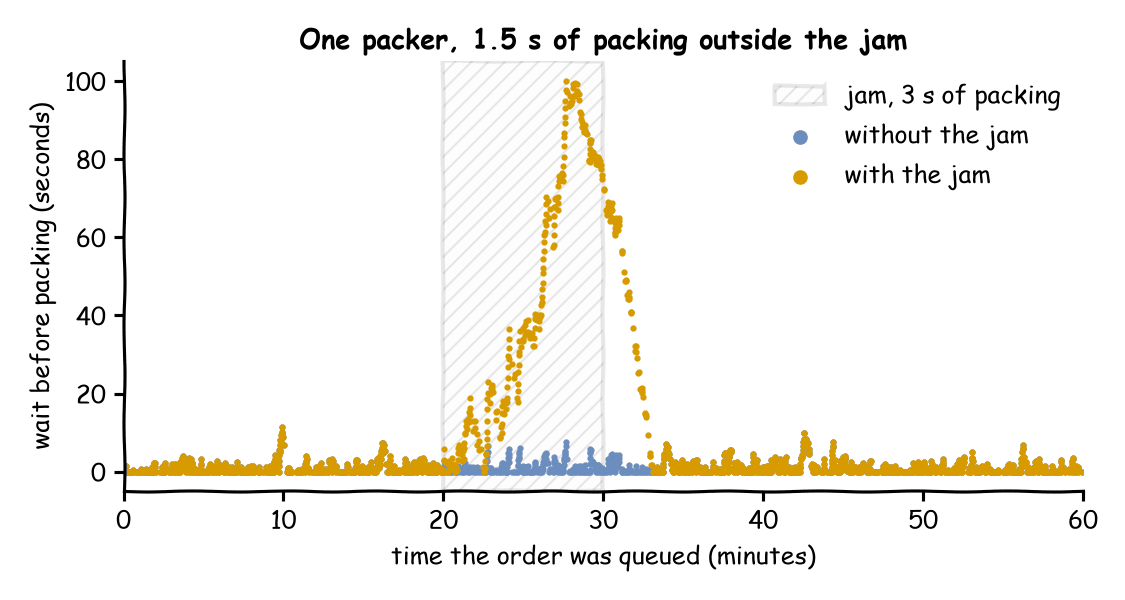 One packer, 1.5 s of packing outside the jam
jam, 3 s of packing
without the jam
with the jam
wait before packing (seconds)
100
80
60
40
20
0
0 10 20 30 40 50 60
time the order was queued (minutes)